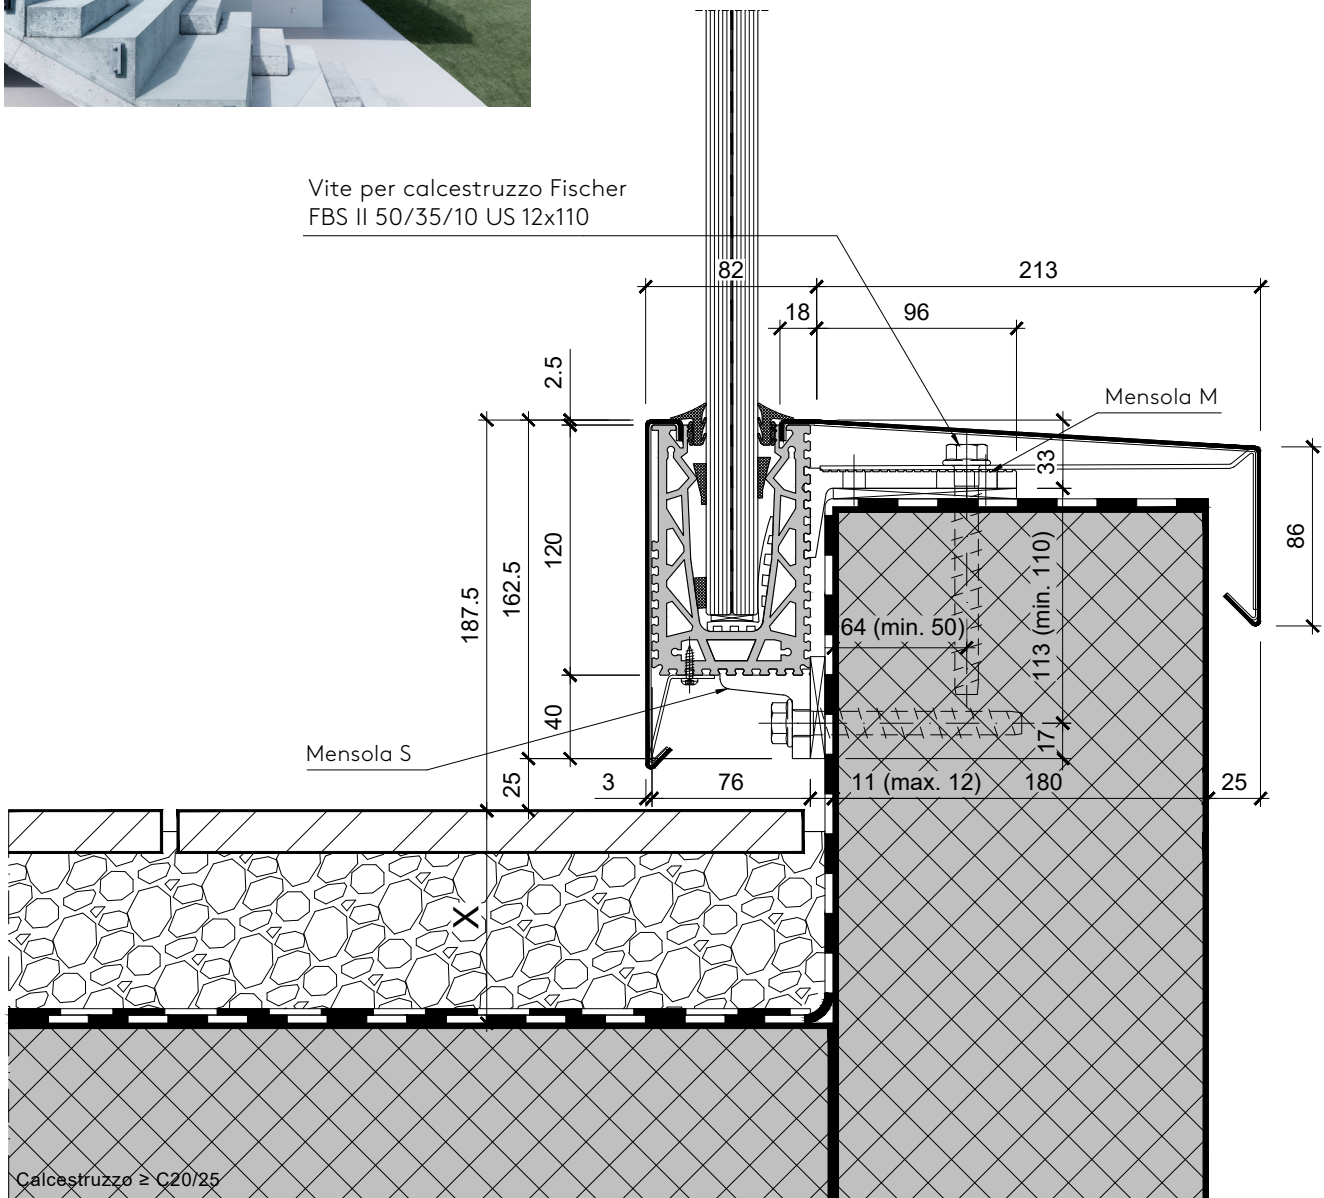 Vite per calcestruzzo Fischer
FBS II 50/35/10 US 12x110
82
213
18
96
2.5
Mensola M
33
120
86
187.5
162.5
113 (min. 110)
64 (min. 50)
40
17
Mensola S
25
3
76
11 (max. 12)
180
25
X
Calcestruzzo ≥ C20/25